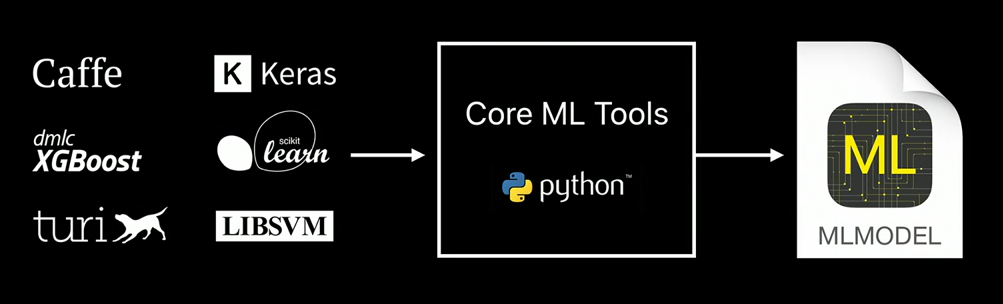 Caffe
K Keras
dmlc
XGBoost
scikit
learn
turi
LIBSVM
Core ML Tools
python™
ML
MLMODEL